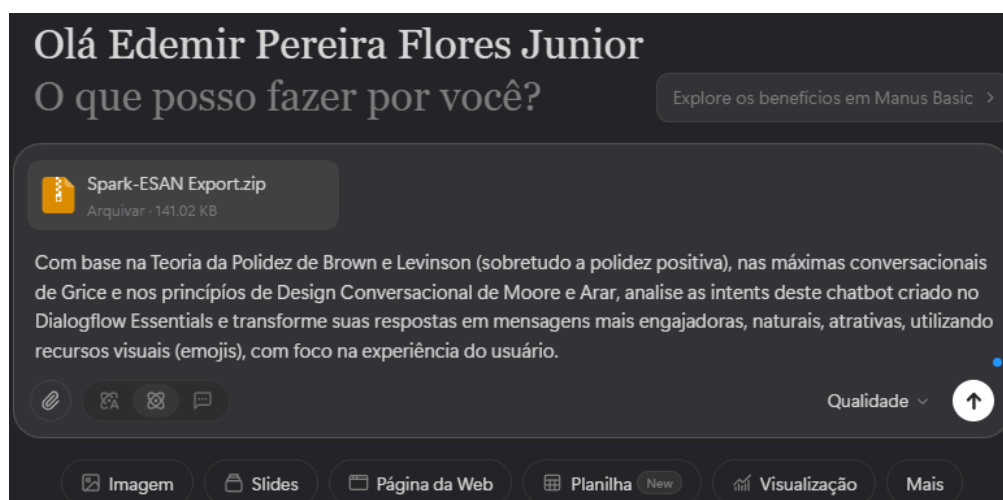 Olá Edemir Pereira Flores Junior
O que posso fazer por você?
Explore os benefícios em Manus Basic
Spark-ESAN Export.zip
Arquivar · 141.02 KB
Com base na Teoria da Polidez de Brown e Levinson (sobretudo a polidez positiva), nas máximas conversacionais
de Grice e nos princípíos de Design Conversacional de Moore e Arar, analise as intents deste chatbot criado no
Dialogflow Essentials e transforme suas respostas em mensagens mais engajadoras, naturais, atrativas, utilizando
recursos visuais (emojis), com foco na experiência do usuário.
Qualidade
Imagem Slides Página da Web Planilha New Visualização Mais